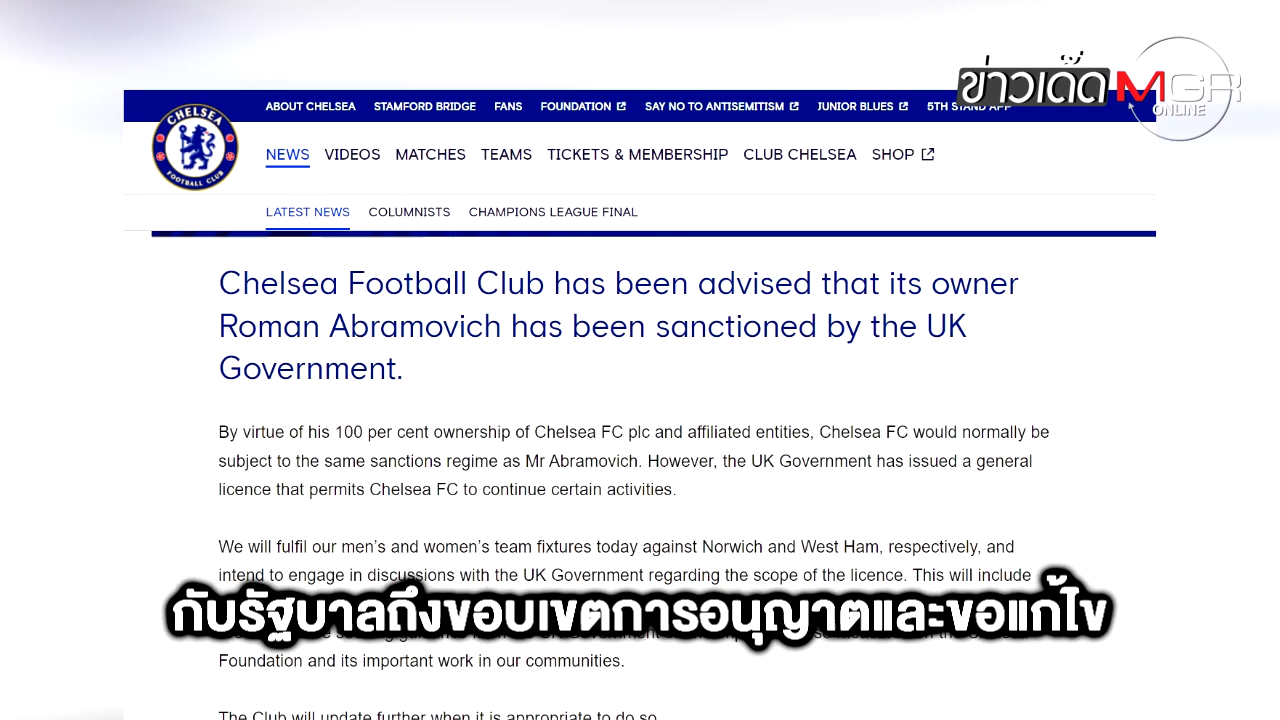 ข่าวเด็ด MGR ONLINE
ABOUT CHELSEA STAMFORD BRIDGE FANS FOUNDATION SAY NO TO ANTISEMITISM JUNIOR BLUES 5TH STAND APP
CHELSEA FOOTBALL CLUB
NEWS VIDEOS MATCHES TEAMS TICKETS & MEMBERSHIP CLUB CHELSEA SHOP
LATEST NEWS COLUMNISTS CHAMPIONS LEAGUE FINAL
Chelsea Football Club has been advised that its owner
Roman Abramovich has been sanctioned by the UK
Government.
By virtue of his 100 per cent ownership of Chelsea FC plc and affiliated entities, Chelsea FC would normally be
subject to the same sanctions regime as Mr Abramovich. However, the UK Government has issued a general
licence that permits Chelsea FC to continue certain activities.
We will fulfil our men's and women's team fixtures today against Norwich and West Ham, respectively, and
intend to engage in discussions with the UK Government regarding the scope of the licence. This will include
กับรัฐบาลถึงขอบเขตการอนุญาตและขอแก้ไข
Foundation and its important work in our communities.
The Club will update further when it is appropriate to do so